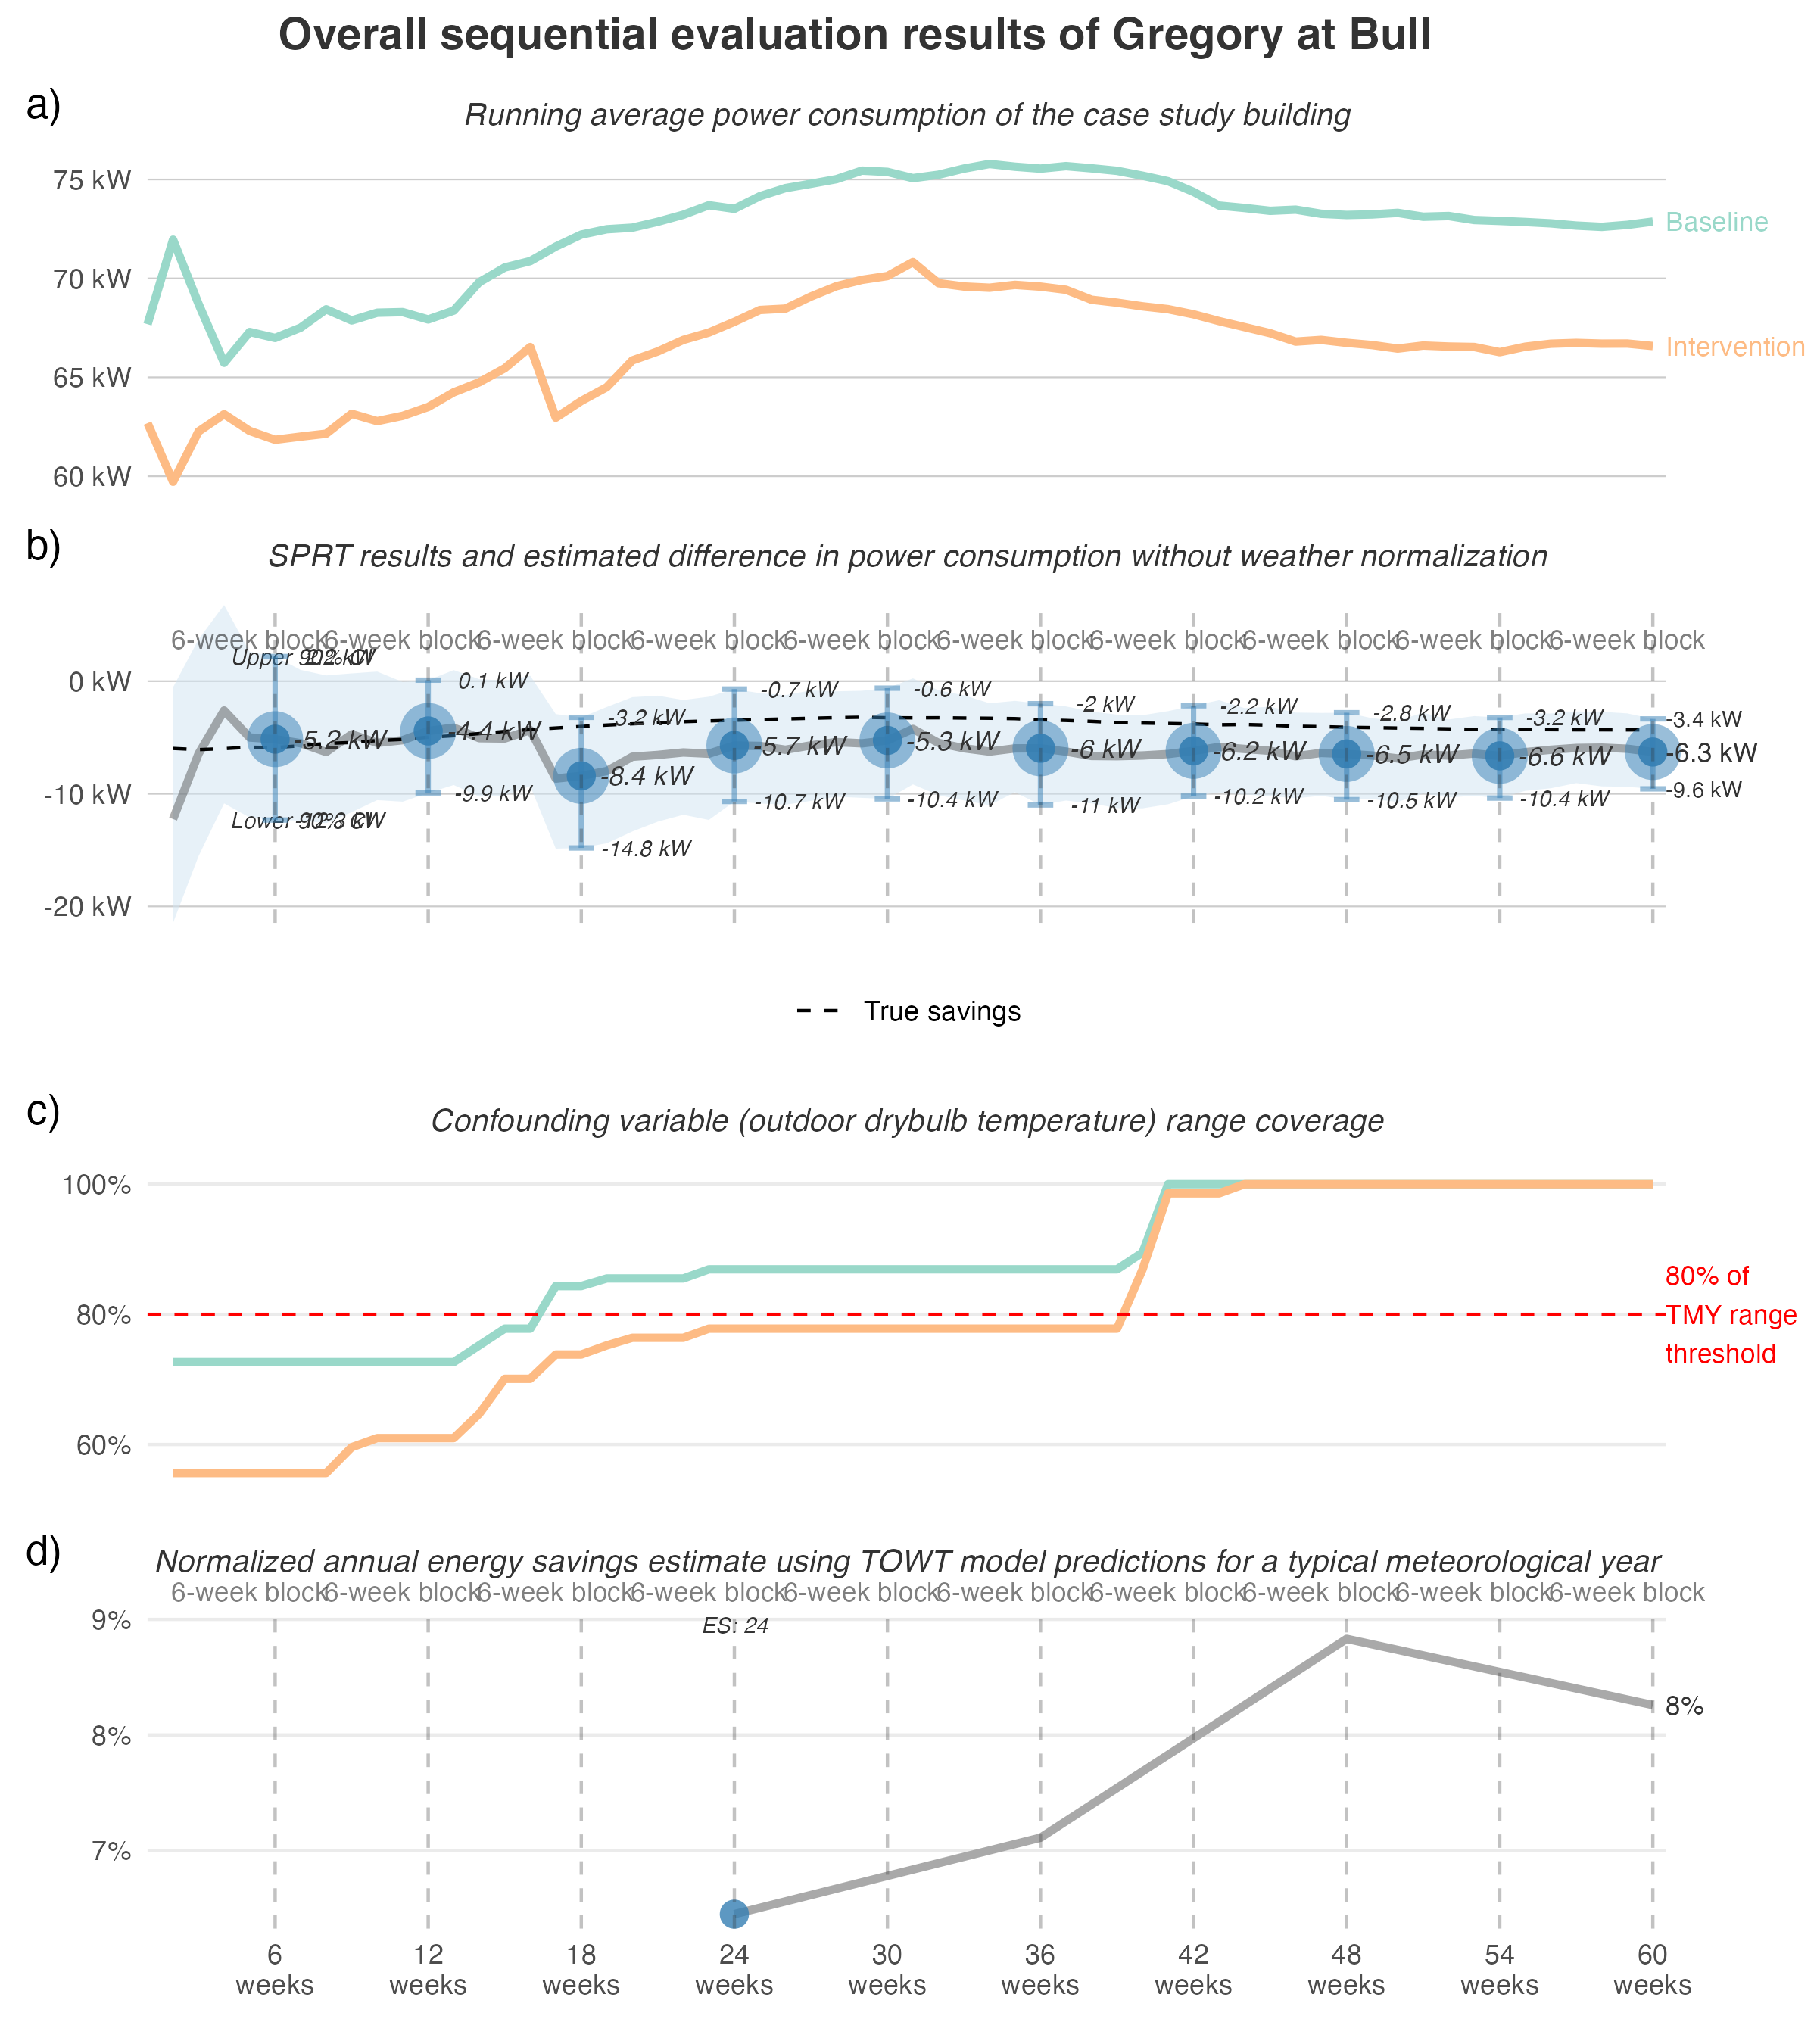 Overall sequential evaluation results of Gregory at Bull
a)
Running average power consumption of the case study building
75 kW
70 kW
65 kW
60 kW
Baseline
Intervention
b)
SPRT results and estimated difference in power consumption without weather normalization
6-week block 6-week block 6-week block 6-week block 6-week block 6-week block 6-week block 6-week block 6-week block 6-week block
Upper 90% CI 2.2 kW
0 kW
0.1 kW
-3.2 kW
-0.7 kW
-0.6 kW
-2 kW
-2.2 kW
-2.8 kW
-3.2 kW
-3.4 kW
-5.2 kW
-4.4 kW
-8.4 kW
-5.7 kW
-5.3 kW
-6 kW
-6.2 kW
-6.5 kW
-6.6 kW
-6.3 kW
-10 kW
Lower 90% CI
-9.9 kW
-14.8 kW
-10.7 kW
-10.4 kW
-11 kW
-10.2 kW
-10.5 kW
-10.4 kW
-9.6 kW
-20 kW
True savings
c)
Confounding variable (outdoor drybulb temperature) range coverage
100%
80%
60%
80% of
TMY range
threshold
d)
Normalized annual energy savings estimate using TOWT model predictions for a typical meteorological year
6-week block 6-week block 6-week block 6-week block 6-week block 6-week block 6-week block 6-week block 6-week block 6-week block
ES: 24
9%
8%
7%
8%
6 weeks
12 weeks
18 weeks
24 weeks
30 weeks
36 weeks
42 weeks
48 weeks
54 weeks
60 weeks